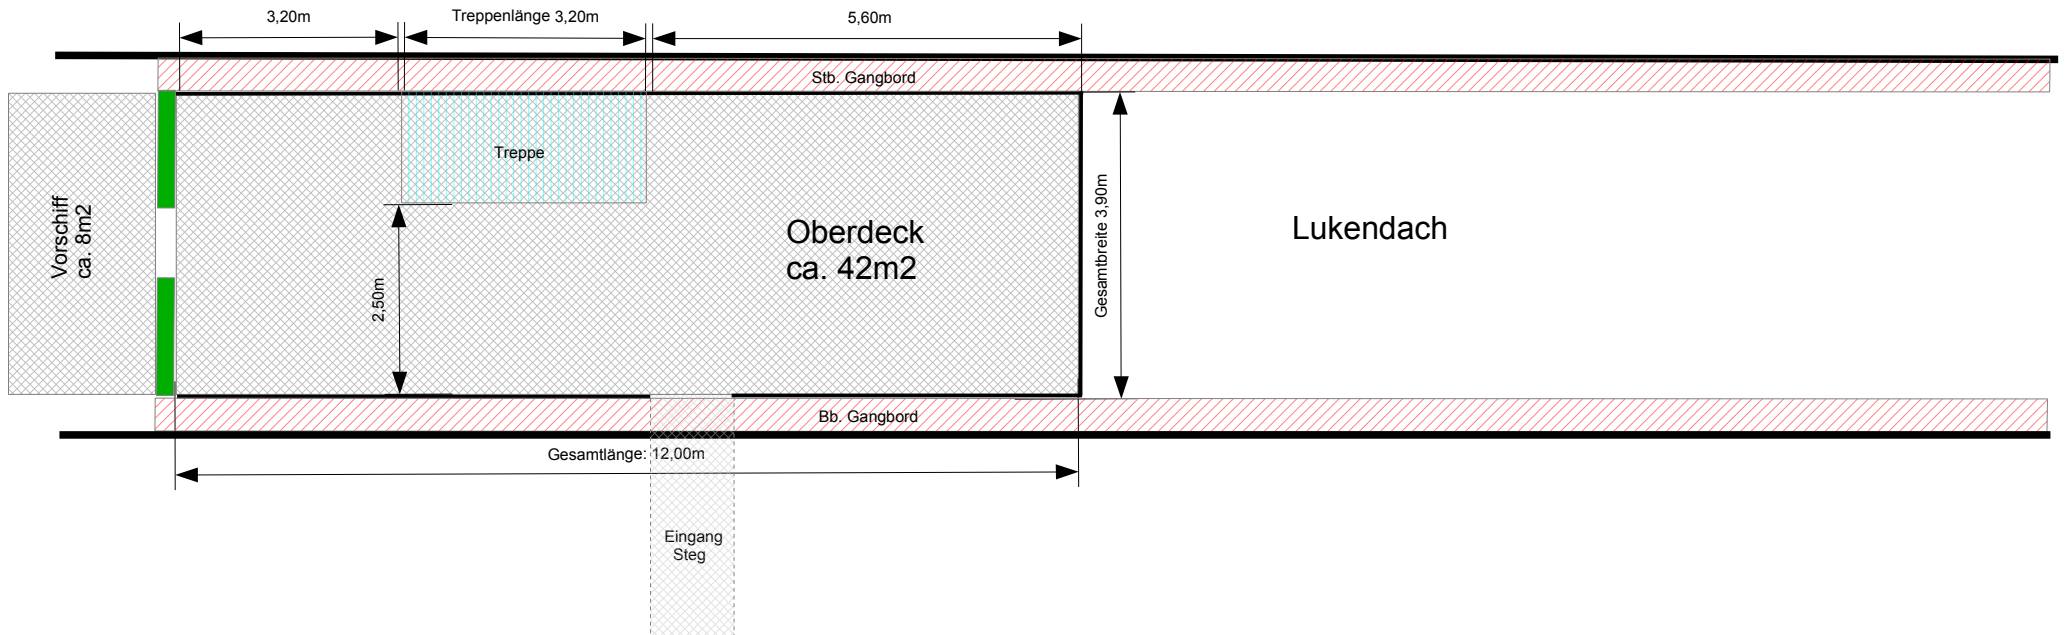 3,20m
Treppenlänge 3,20m
5,60m
Stb. Gangbord
Treppe
Vorschiff
ca. 8m2
2,50m
Oberdeck
ca. 42m2
Gesamtbreite 3,90m
Lukendach
Bb. Gangbord
Gesamtlänge: 12,00m
Eingang
Steg